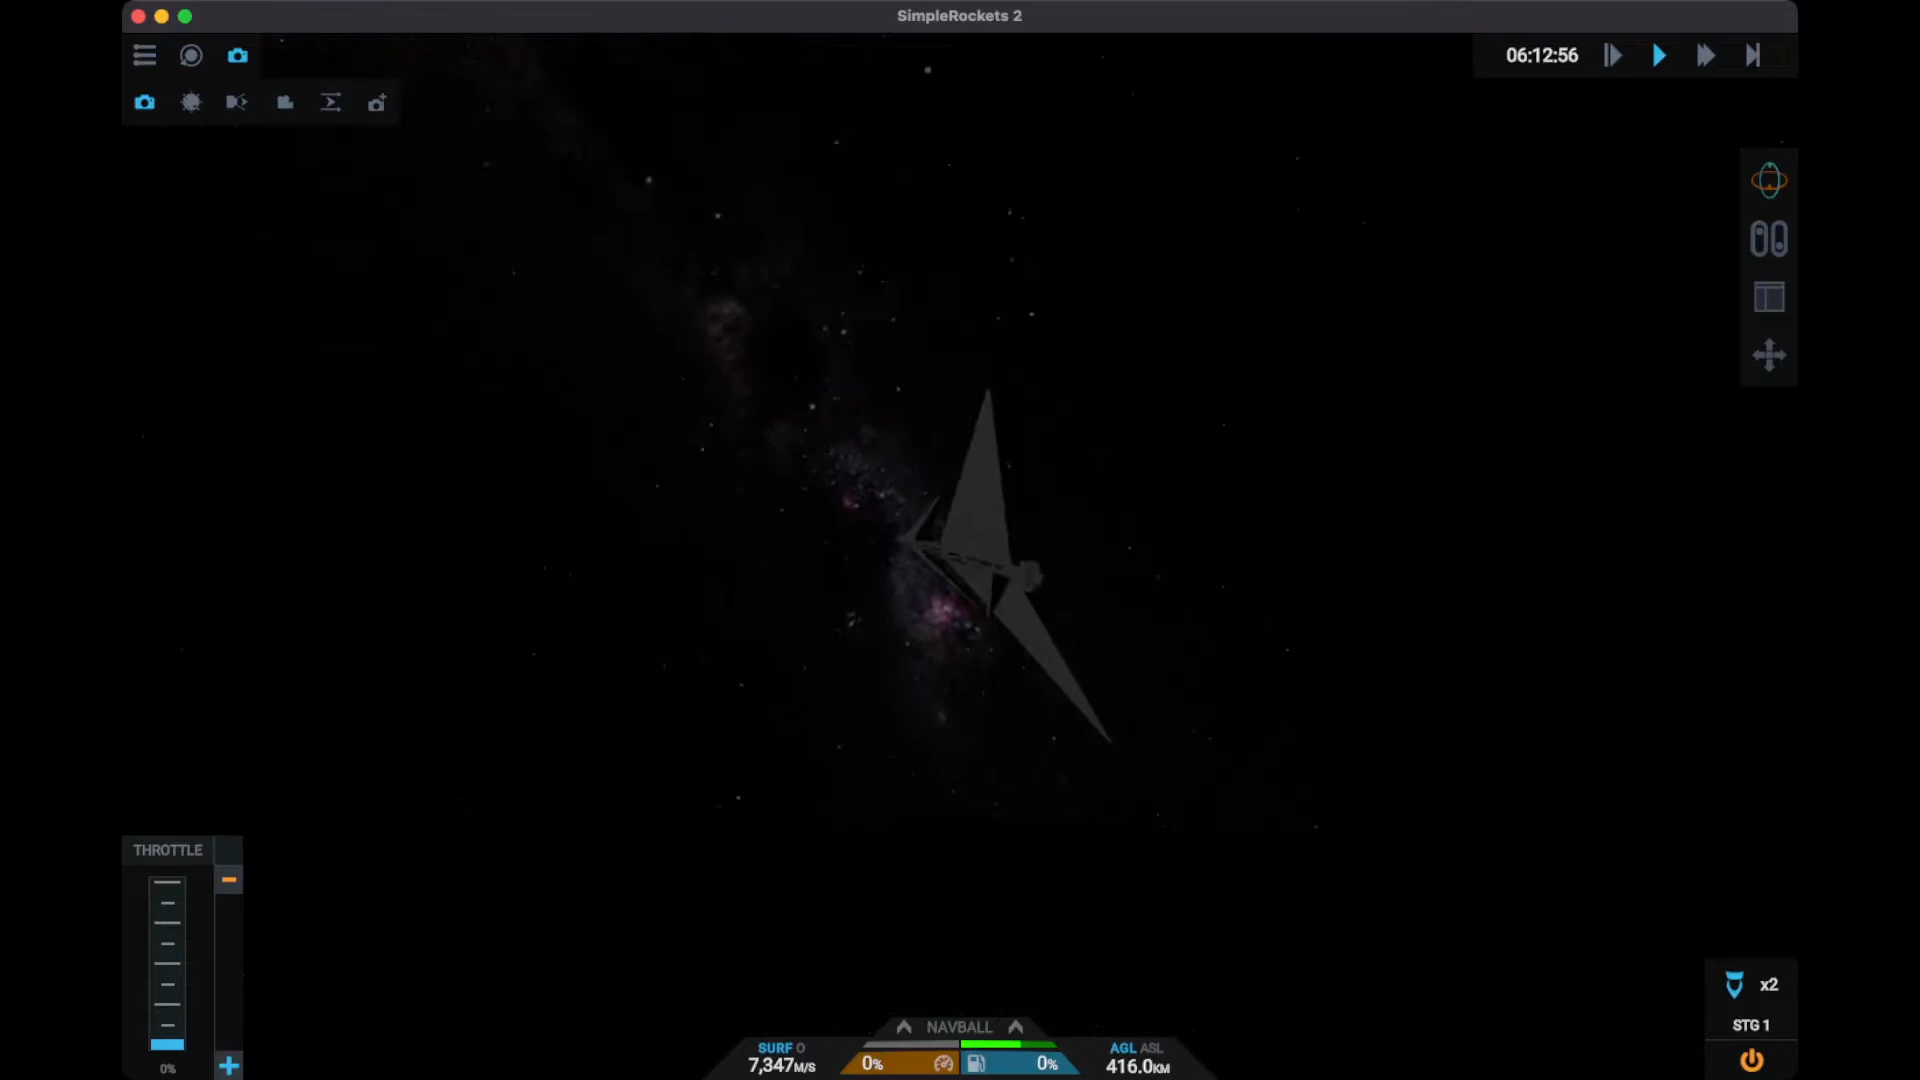 SimpleRockets 2
06:12:56
THROTTLE
0%
NAVBALL
SURF O
7,347M/S
0%
0%
AGL ASL
416.0KM
x2
STG 1